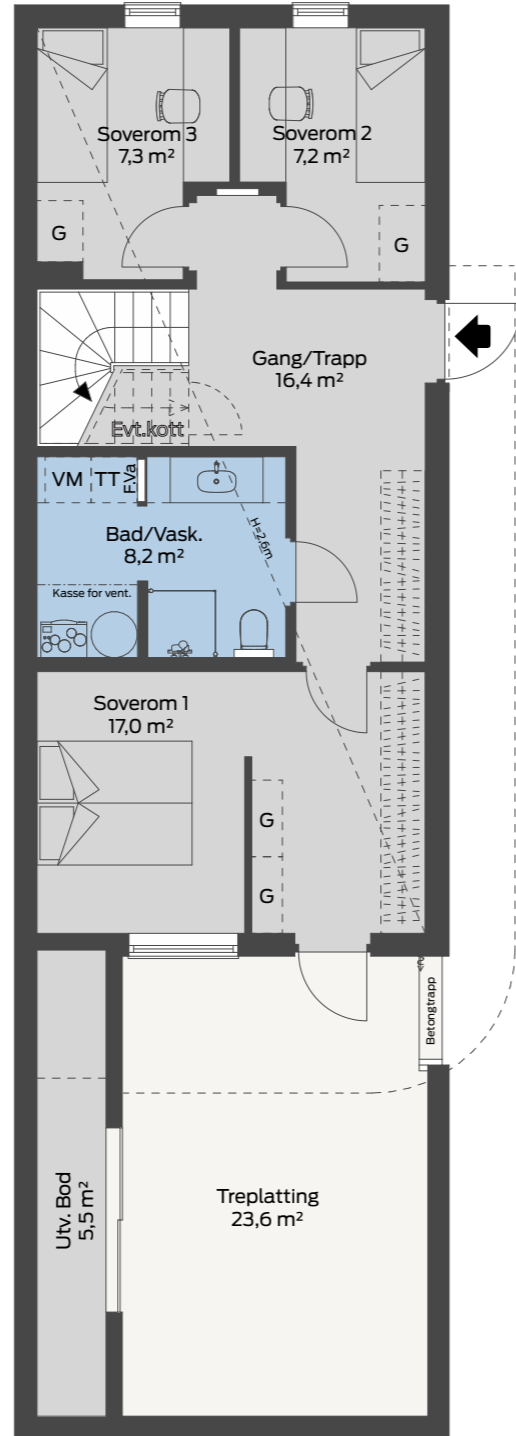 Soverom 3
7,3 m²
Soverom 2
7,2 m²
G
G
Gang/Trapp
16,4 m²
Evt.kott
VM
TT
F.Va
Bad/Vask.
8,2 m²
H=2,6m
Kasse for vent.
Soverom 1
17,0 m²
G
G
Betongtrapp
Utv. Bod
5,5 m²
Treplatting
23,6 m²